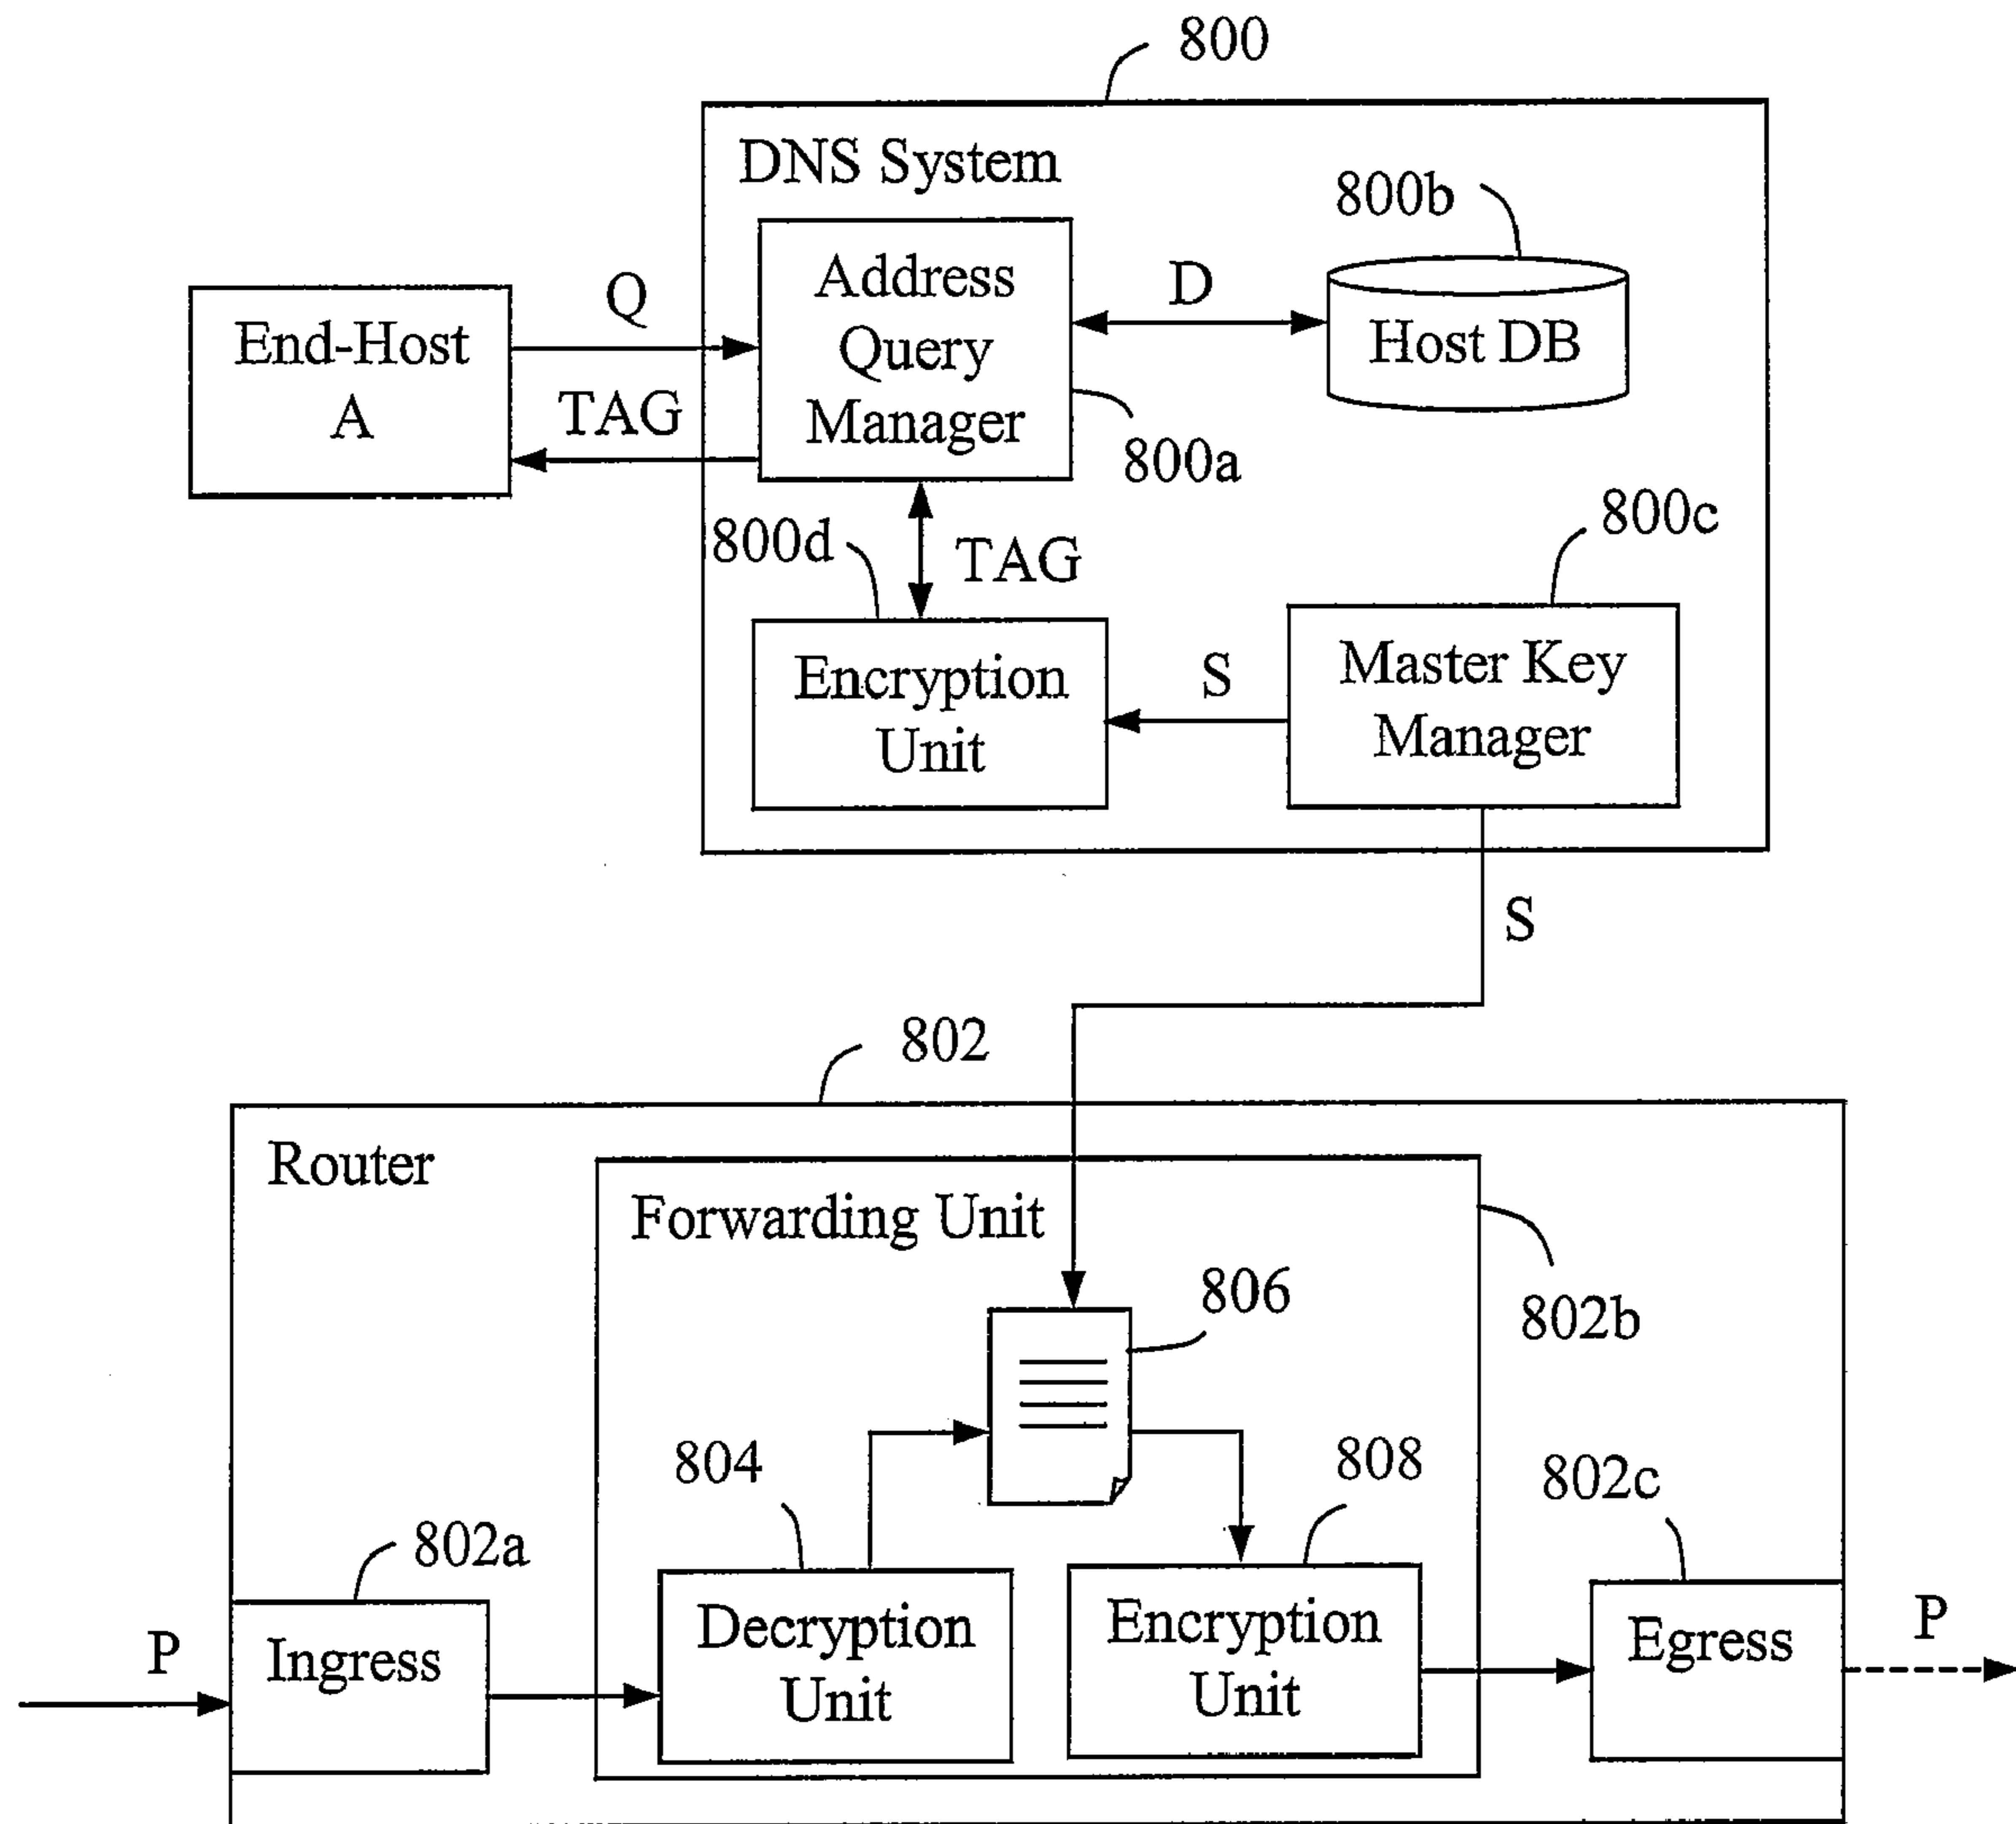 800
DNS System
800b
Address
Query
Manager
D
Host DB
Q
End-Host
A
TAG
800a
800d
TAG
800c
Encryption
Unit
S
Master Key
Manager
S
802
Router
Forwarding Unit
806
802b
804
808
802c
802a
P
Ingress
Decryption
Unit
Encryption
Unit
Egress
P